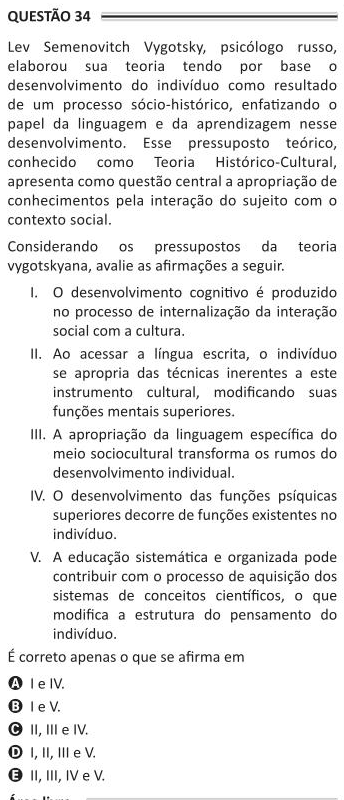 QUESTÃO 34
Lev Semenovitch Vygotsky, psicólogo russo,
elaborou sua teoria tendo por base o
desenvolvimento do indivíduo como resultado
de um processo sócio-histórico, enfatizando o
papel da linguagem e da aprendizagem nesse
desenvolvimento. Esse pressuposto teórico,
conhecido como Teoria Histórico-Cultural,
apresenta como questão central a apropriação de
conhecimentos pela interação do sujeito com o
contexto social.
Considerando os pressupostos da teoria
vygotskyana, avalie as afirmações a seguir.
I. O desenvolvimento cognitivo é produzido
no processo de internalização da interação
social com a cultura.
II. Ao acessar a língua escrita, o indivíduo
se apropria das técnicas inerentes a este
instrumento cultural, modificando suas
funções mentais superiores.
III. A apropriação da linguagem específica do
meio sociocultural transforma os rumos do
desenvolvimento individual.
IV. O desenvolvimento das funções psíquicas
superiores decorre de funções existentes no
indivíduo.
V. A educação sistemática e organizada pode
contribuir com o processo de aquisição dos
sistemas de conceitos científicos, o que
modifica a estrutura do pensamento do
indivíduo.
É correto apenas o que se afirma em
A I e IV.
B I e V.
C II, III e IV.
D I, II, III e V.
E II, III, IV e V.